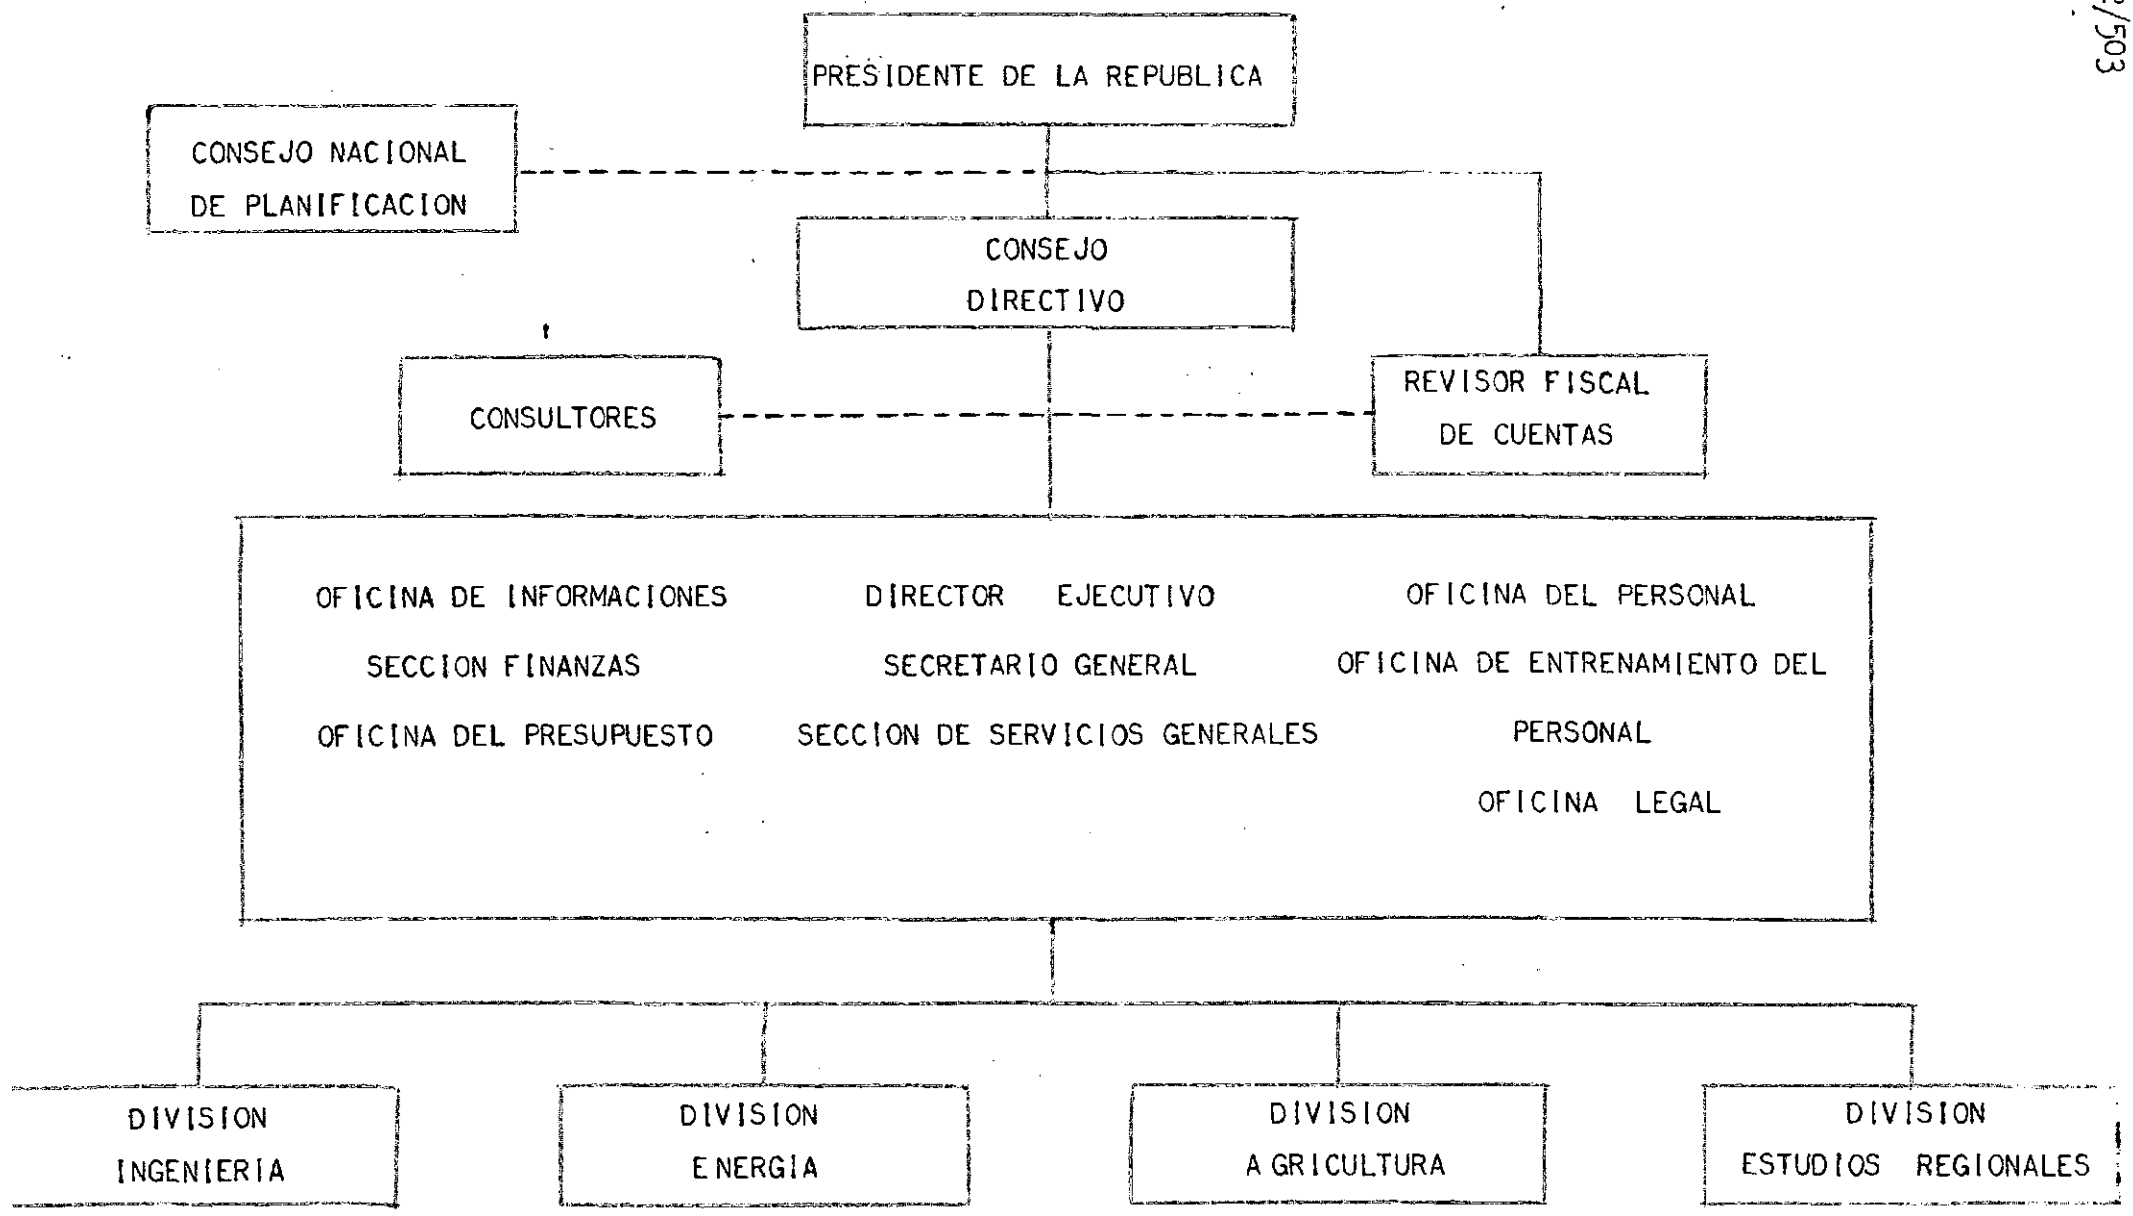 /503
PRESIDENTE DE LA REPUBLICA
CONSEJO NACIONAL
DE PLANIFICACION
CONSEJO
DIRECTIVO
CONSULTORES
REVISOR FISCAL
DE CUENTAS
OFICINA DE INFORMACIONES
SECCION FINANZAS
OFICINA DEL PRESUPUESTO
DIRECTOR EJECUTIVO
SECRETARIO GENERAL
SECCION DE SERVICIOS GENERALES
OFICINA DEL PERSONAL
OFICINA DE ENTRENAMIENTO DEL
PERSONAL
OFICINA LEGAL
DIVISION
INGENIERIA
DIVISION
ENERGIA
DIVISION
AGRICULTURA
DIVISION
ESTUDIOS REGIONALES